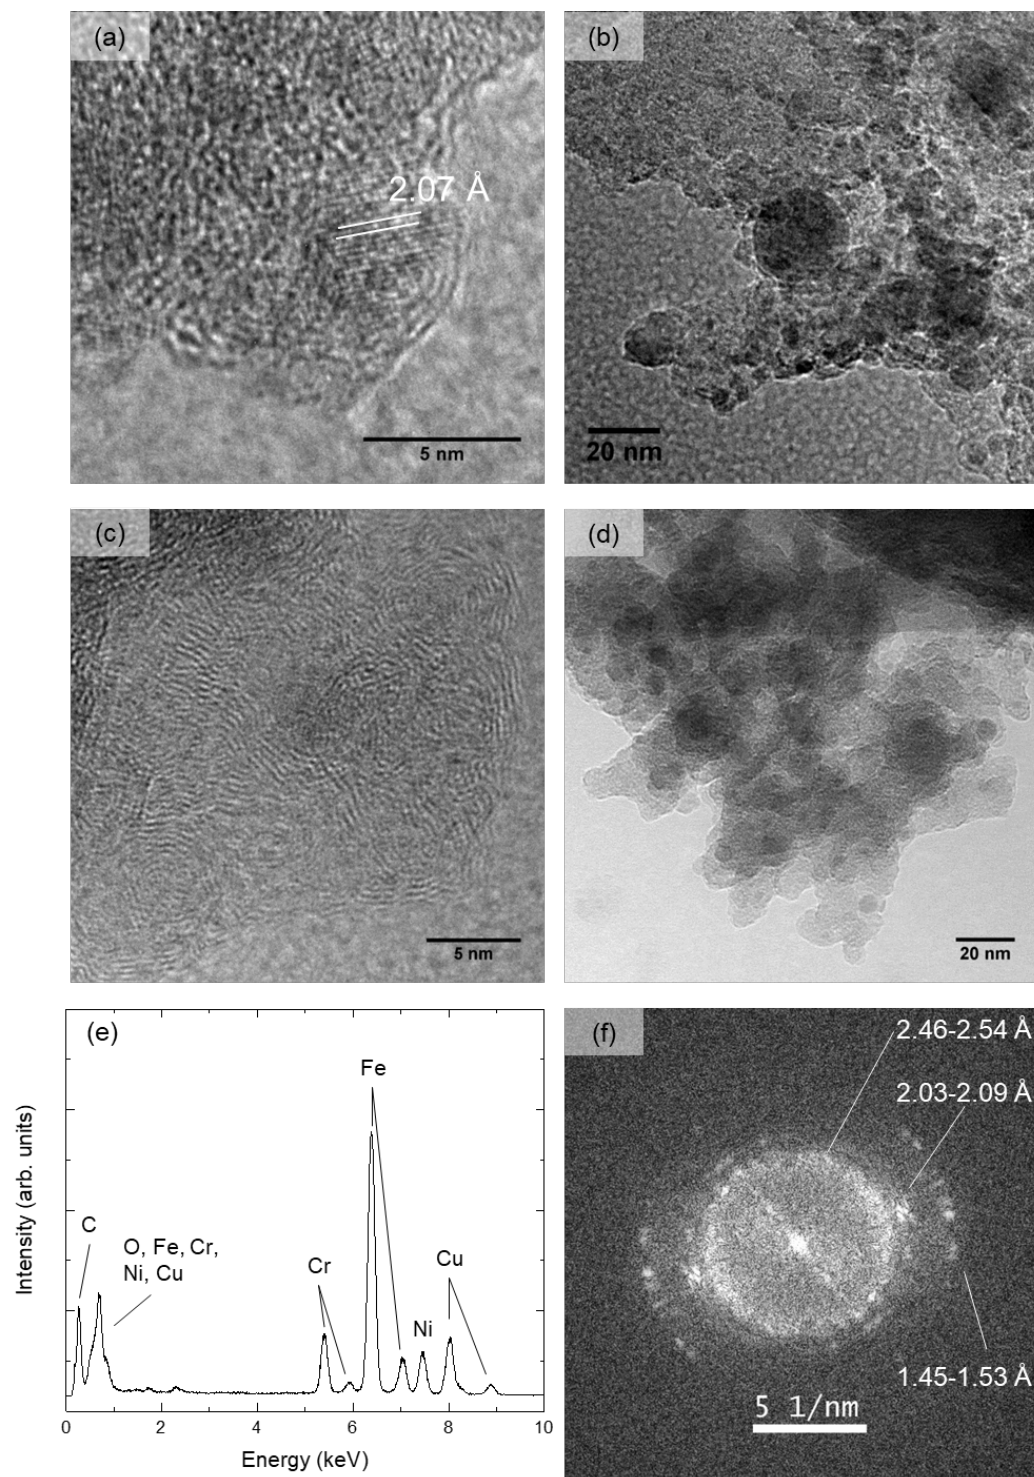 (a)
2.07 Å
5 nm
(b)
20 nm
(c)
5 nm
(d)
20 nm
(e)
Intensity (arb. units)
C
O, Fe, Cr,
Ni, Cu
Cr
Fe
Ni
Cu
0 2 4 6 8 10
Energy (keV)
(f)
2.46-2.54 Å
2.03-2.09 Å
1.45-1.53 Å
5 1/nm